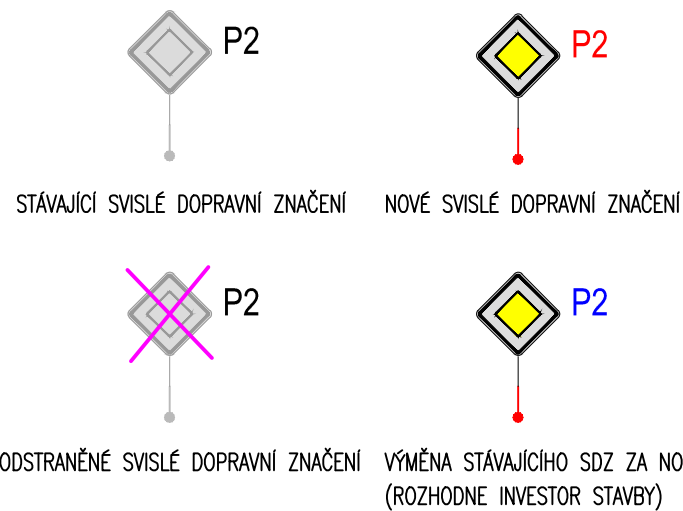 P2
P2
STÁVAJÍCÍ SVISLÉ DOPRAVNÍ ZNAČENÍ
NOVÉ SVISLÉ DOPRAVNÍ ZNAČENÍ
P2
P2
ODSTRANĚNÉ SVISLÉ DOPRAVNÍ ZNAČENÍ
VÝMĚNA STÁVAJÍCÍHO SDZ ZA NO
(ROZHODNE INVESTOR STAVBY)